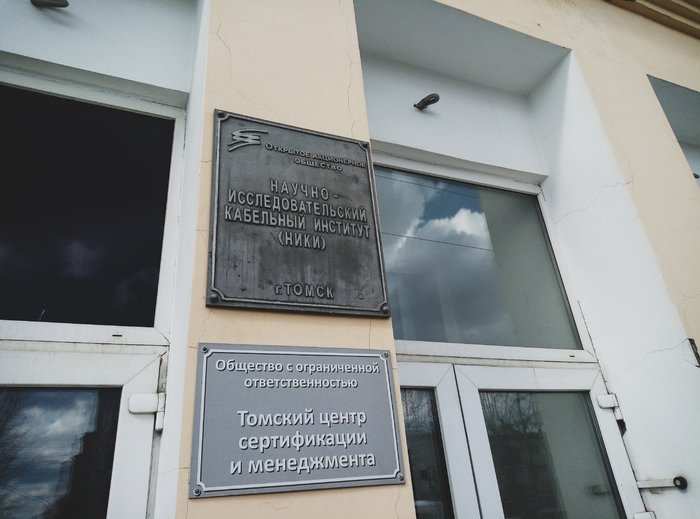 Открытое акционерное
общество
Научно-
исследовательский
кабельный институт
(НИКИ)
г. Томск
Общество с ограниченной
ответственностью
Томский центр
сертификации
и менеджмента